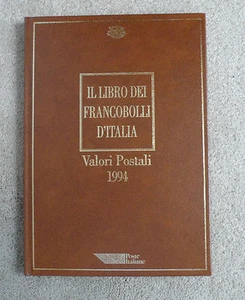 IL LIBRO DEI
FRANCOBOLLI
D'ITALIA
Valori Postali
1994
Poste
Italiane